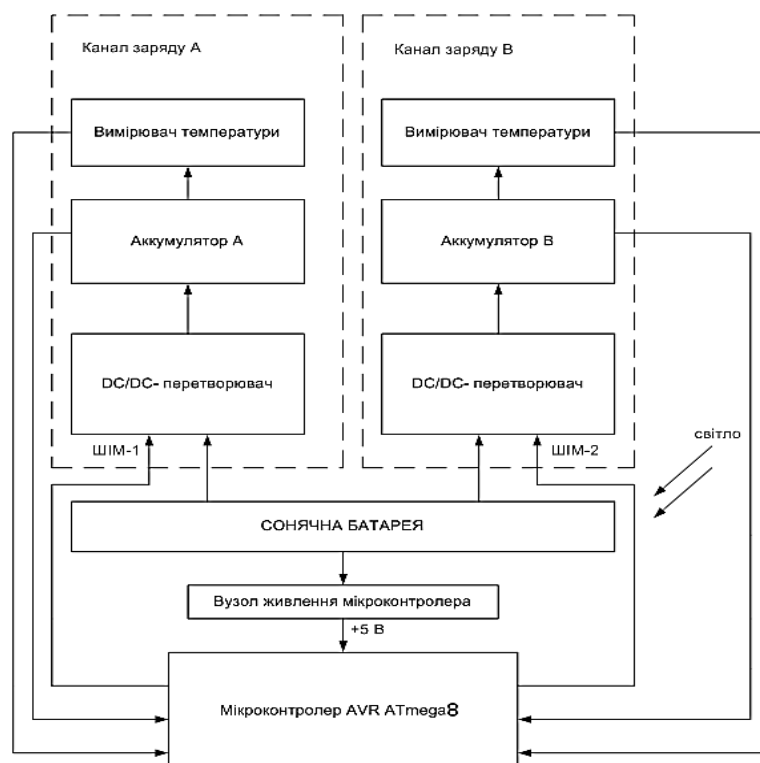 Канал заряду А
Канал заряду В
Вимірювач температури
Вимірювач температури
Аккумулятор А
Аккумулятор В
DC/DC- перетворювач
DC/DC- перетворювач
ШІМ-1
ШІМ-2
світло
СОНЯЧНА БАТАРЕЯ
Вузол живлення мікроконтролера
+5 В
Мікроконтролер AVR ATmega8